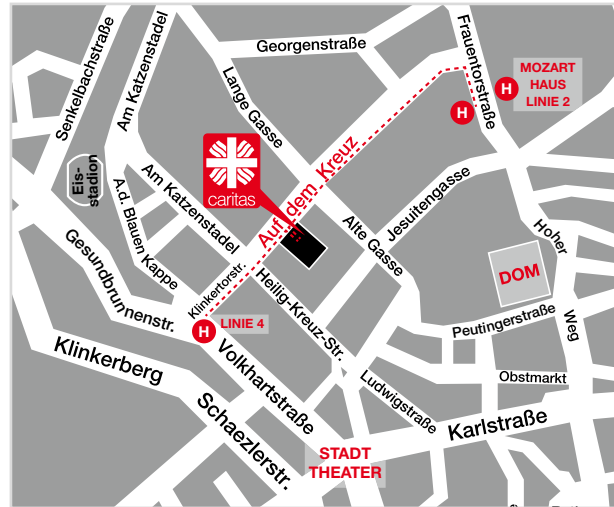 Georgenstraße
Frauentorstraße
MOZART
HAUS
LINIE 2
H
H
Senkelbachstraße
Am Katzenstadel
Lange Gasse
caritas
Auf dem Kreuz
Eis-
stadion
Am Katzenstadel
A.d. Blauen Kappe
Alte Gasse
Jesuitengasse
Hoher
Weg
DOM
Gesundbrunnenstr.
Klinkertorstr.
Heilig-Kreuz-Str.
Peutingerstraße
H
LINIE 4
Klinkerberg
Volkhartstraße
Obstmarkt
Ludwigstraße
Schaezlerstr.
Karlstraße
STADT
THEATER